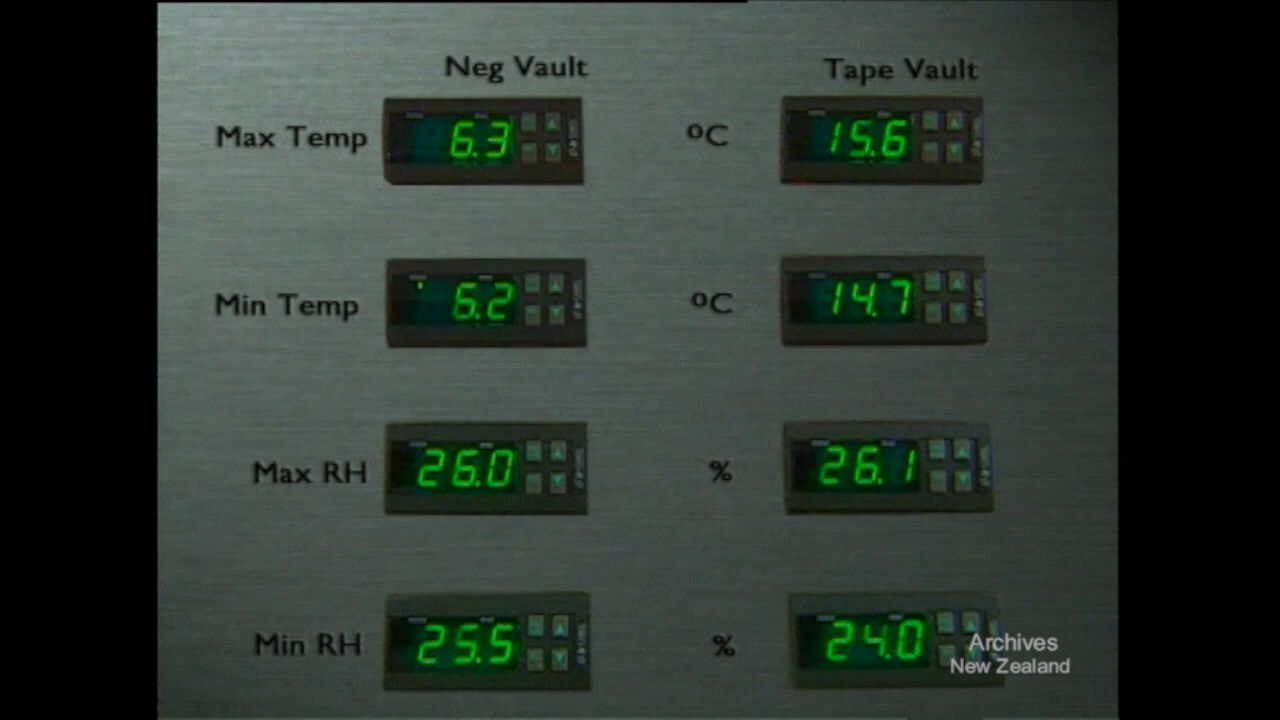 Neg Vault Tape Vault
Max Temp 6.3 ºC 15.6
Min Temp 6.2 ºC 14.7
Max RH 26.0 % 26.1
Min RH 25.5 % 24.0
Archives
New Zealand